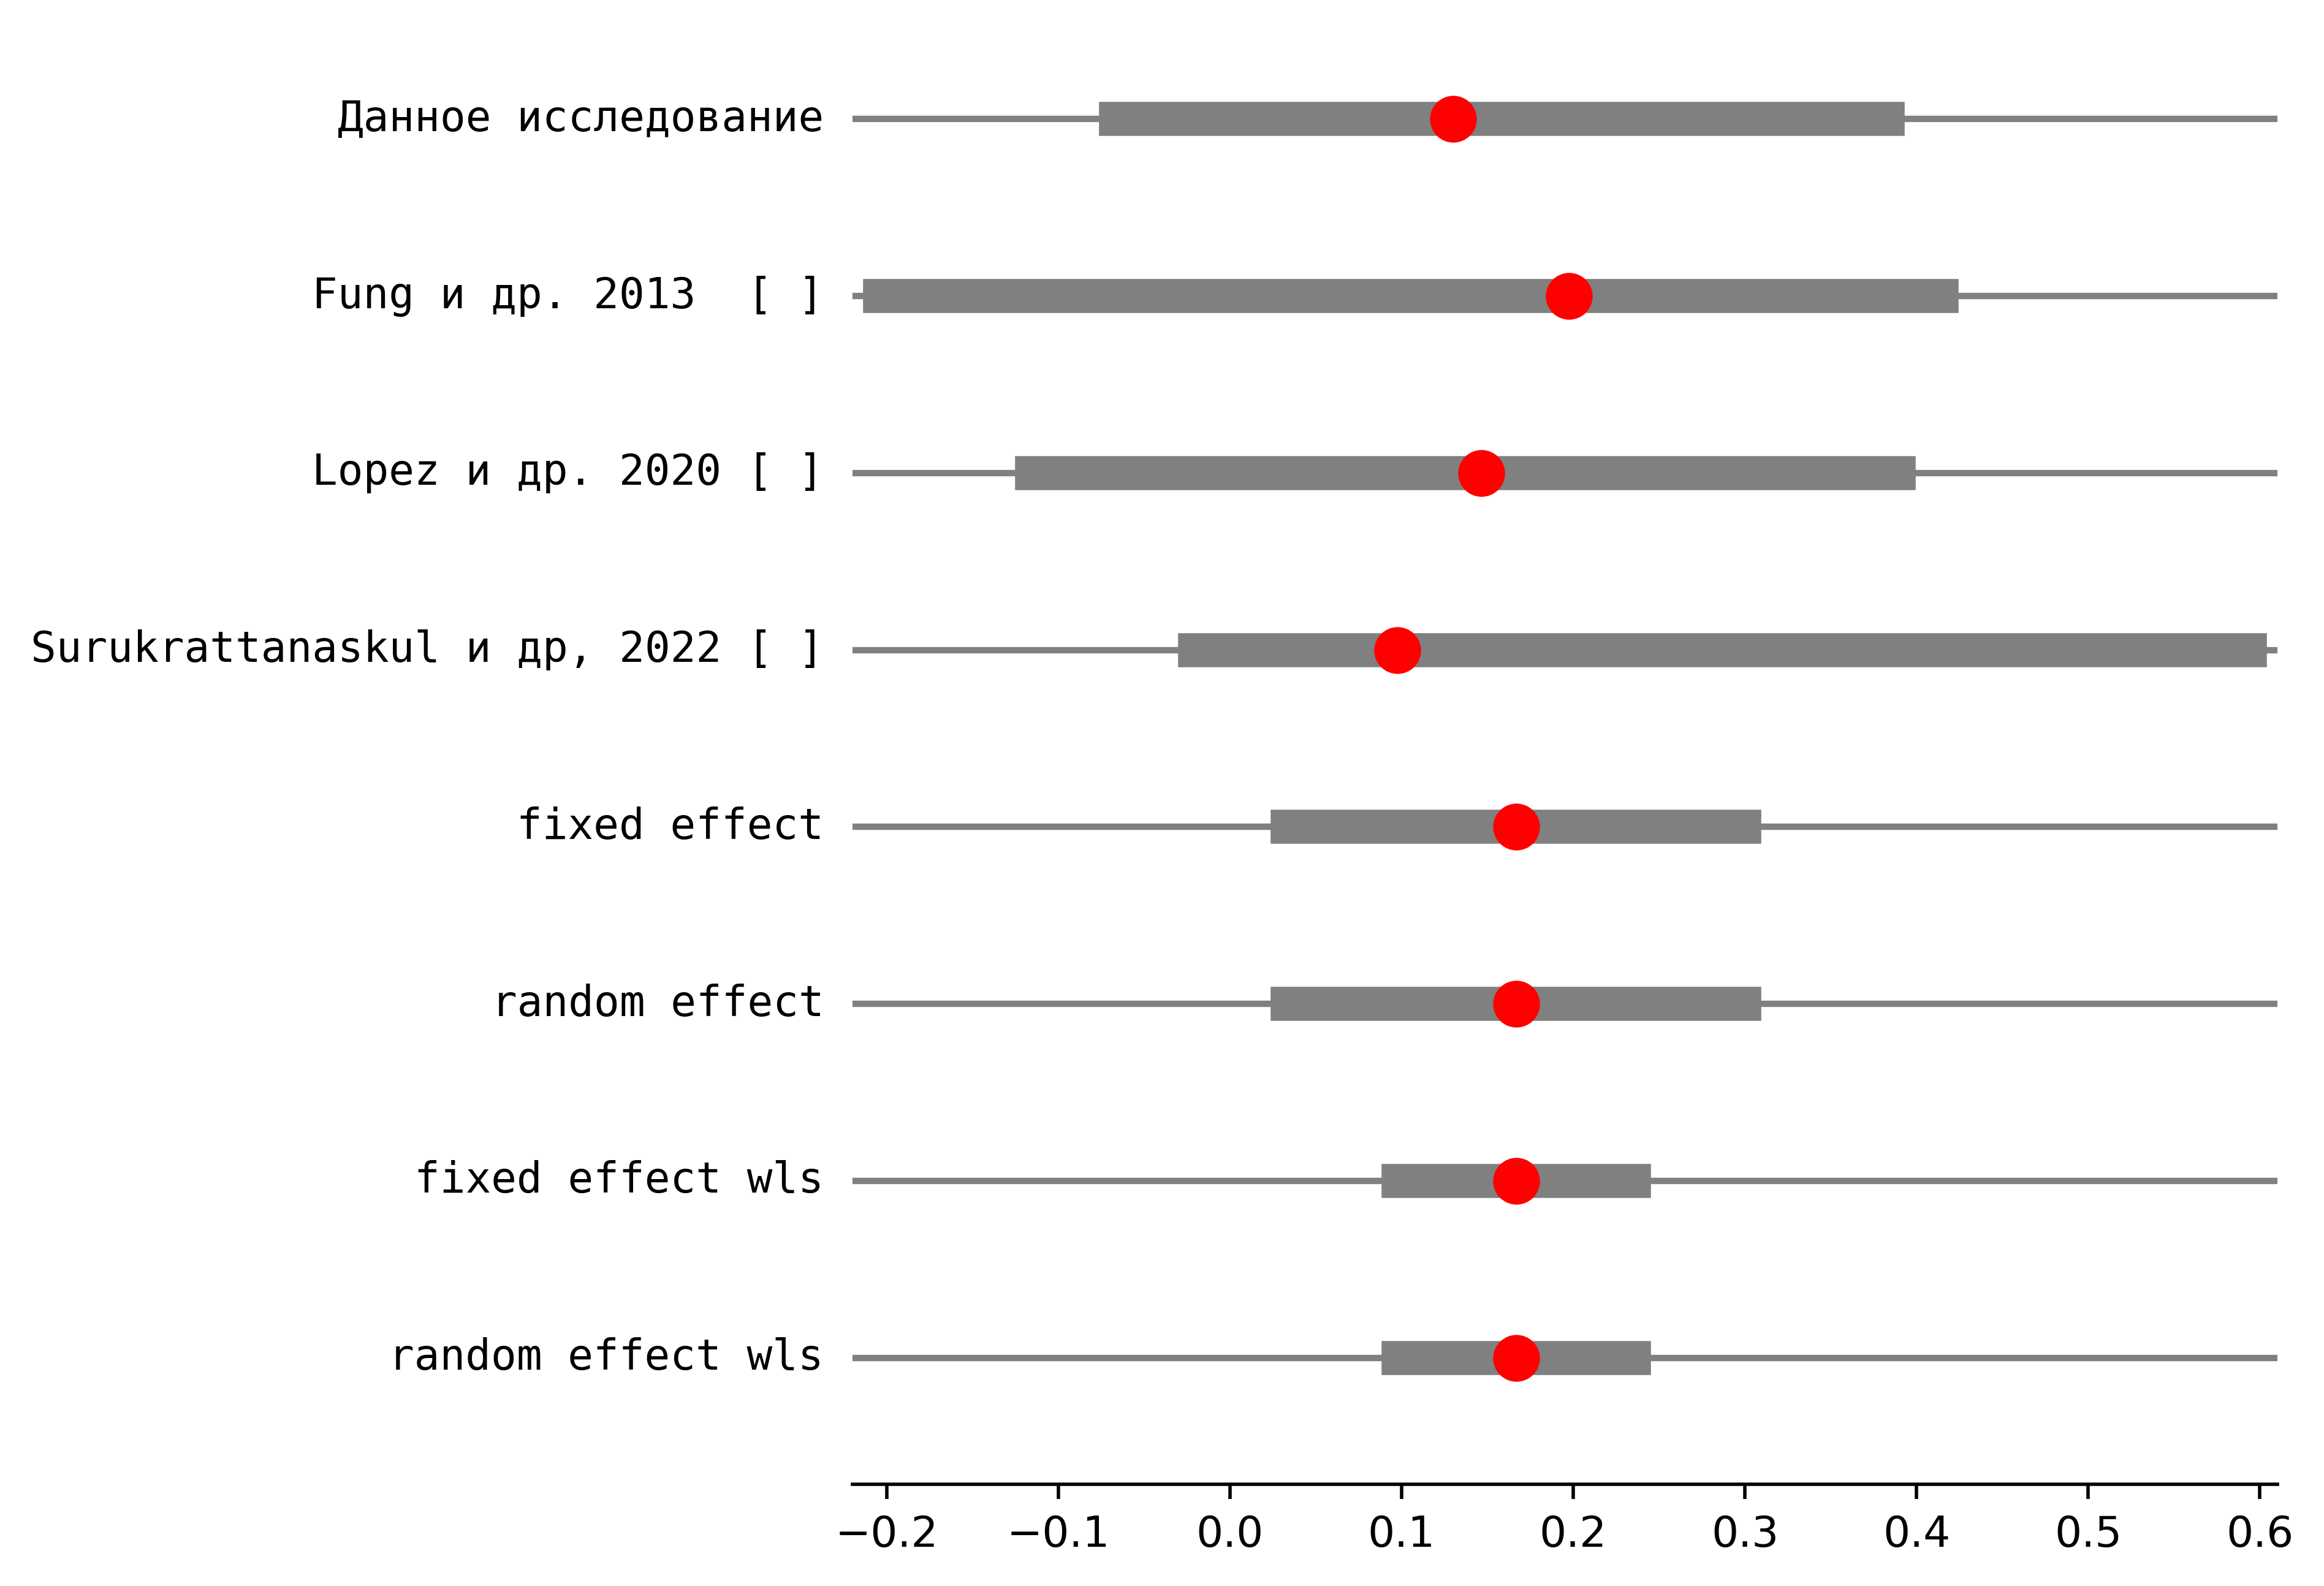 Данное исследование
Fung и др. 2013  [ ]
Lopez и др. 2020 [ ]
Surukrattanaskul и др, 2022 [ ]
fixed effect
random effect
fixed effect wls
random effect wls
−0.2 −0.1 0.0 0.1 0.2 0.3 0.4 0.5 0.6